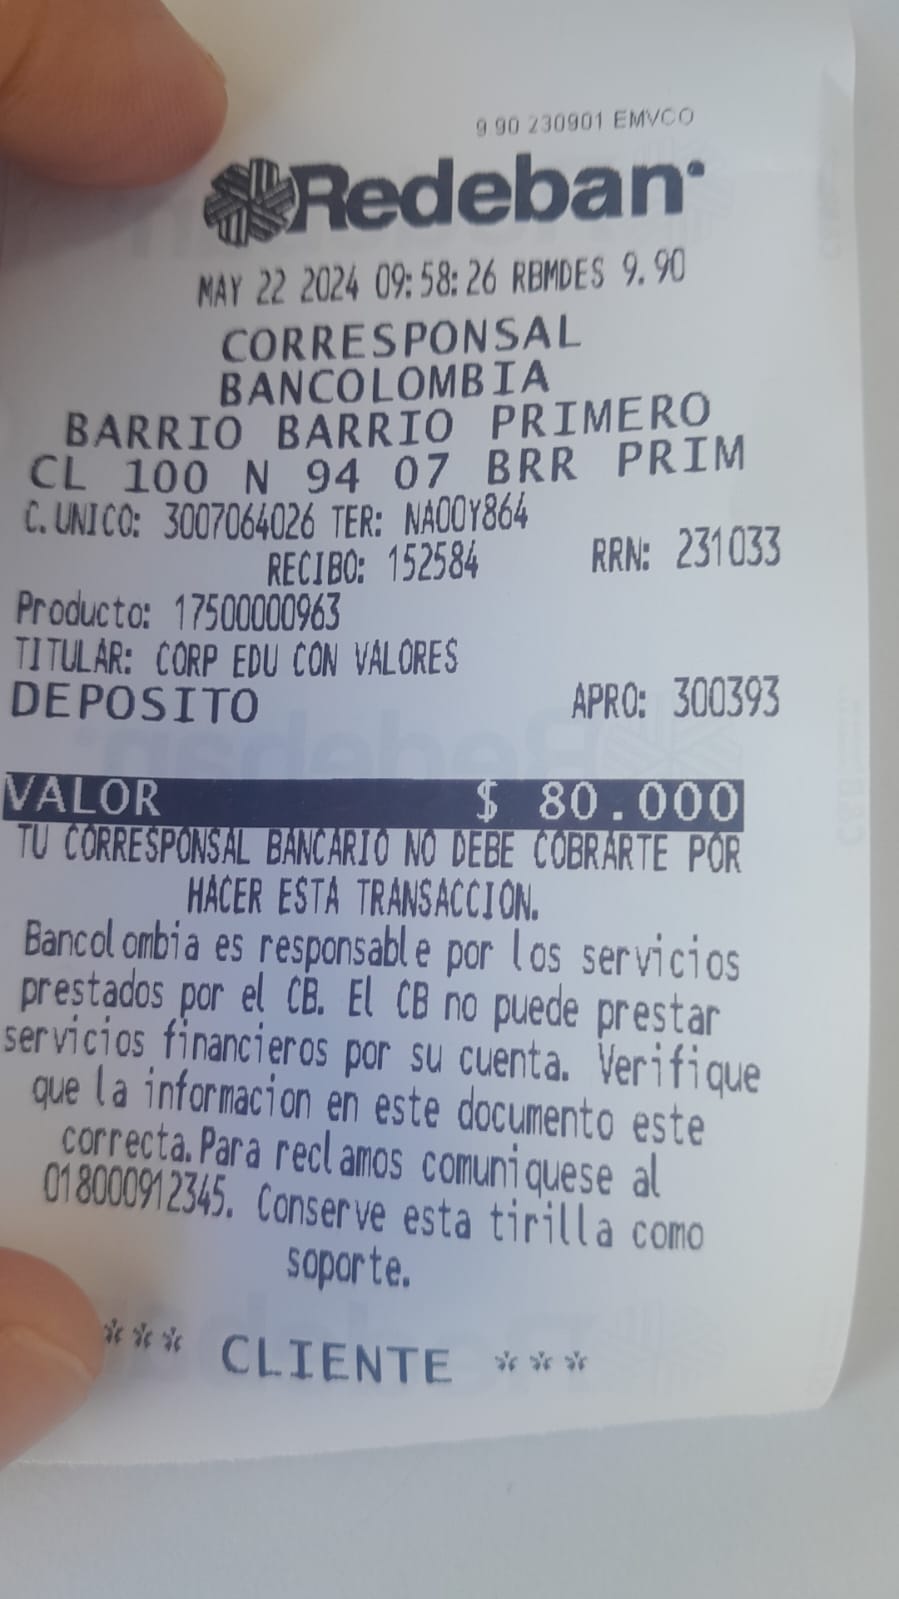 9.90 230901 EMVCO
Redeban
MAY 22 2024 09:58:26 RBMDES 9.90
CORRESPONSAL
BANCOLOMBIA
BARRIO BARRIO PRIMERO
CL 100 N 94 07 BRR PRIM
C. UNICO: 3007064026 TER: NA00Y864
RECIBO: 152584 RRN: 231033
Producto: 17500000963
TITULAR: CORP EDU CON VALORES
DEPOSITO APRO: 300393
VALOR $ 80.000
TU CORRESPONSAL BANCARIO NO DEBE COBRARTE POR
HACER ESTA TRANSACCION.
Bancolombia es responsable por los servicios
prestados por el CB. El CB no puede prestar
servicios financieros por su cuenta. Verifique
que la informacion en este documento este
correcta.Para reclamos comuniquese al
018000912345. Conserve esta tirilla como
soporte.
*** CLIENTE ***